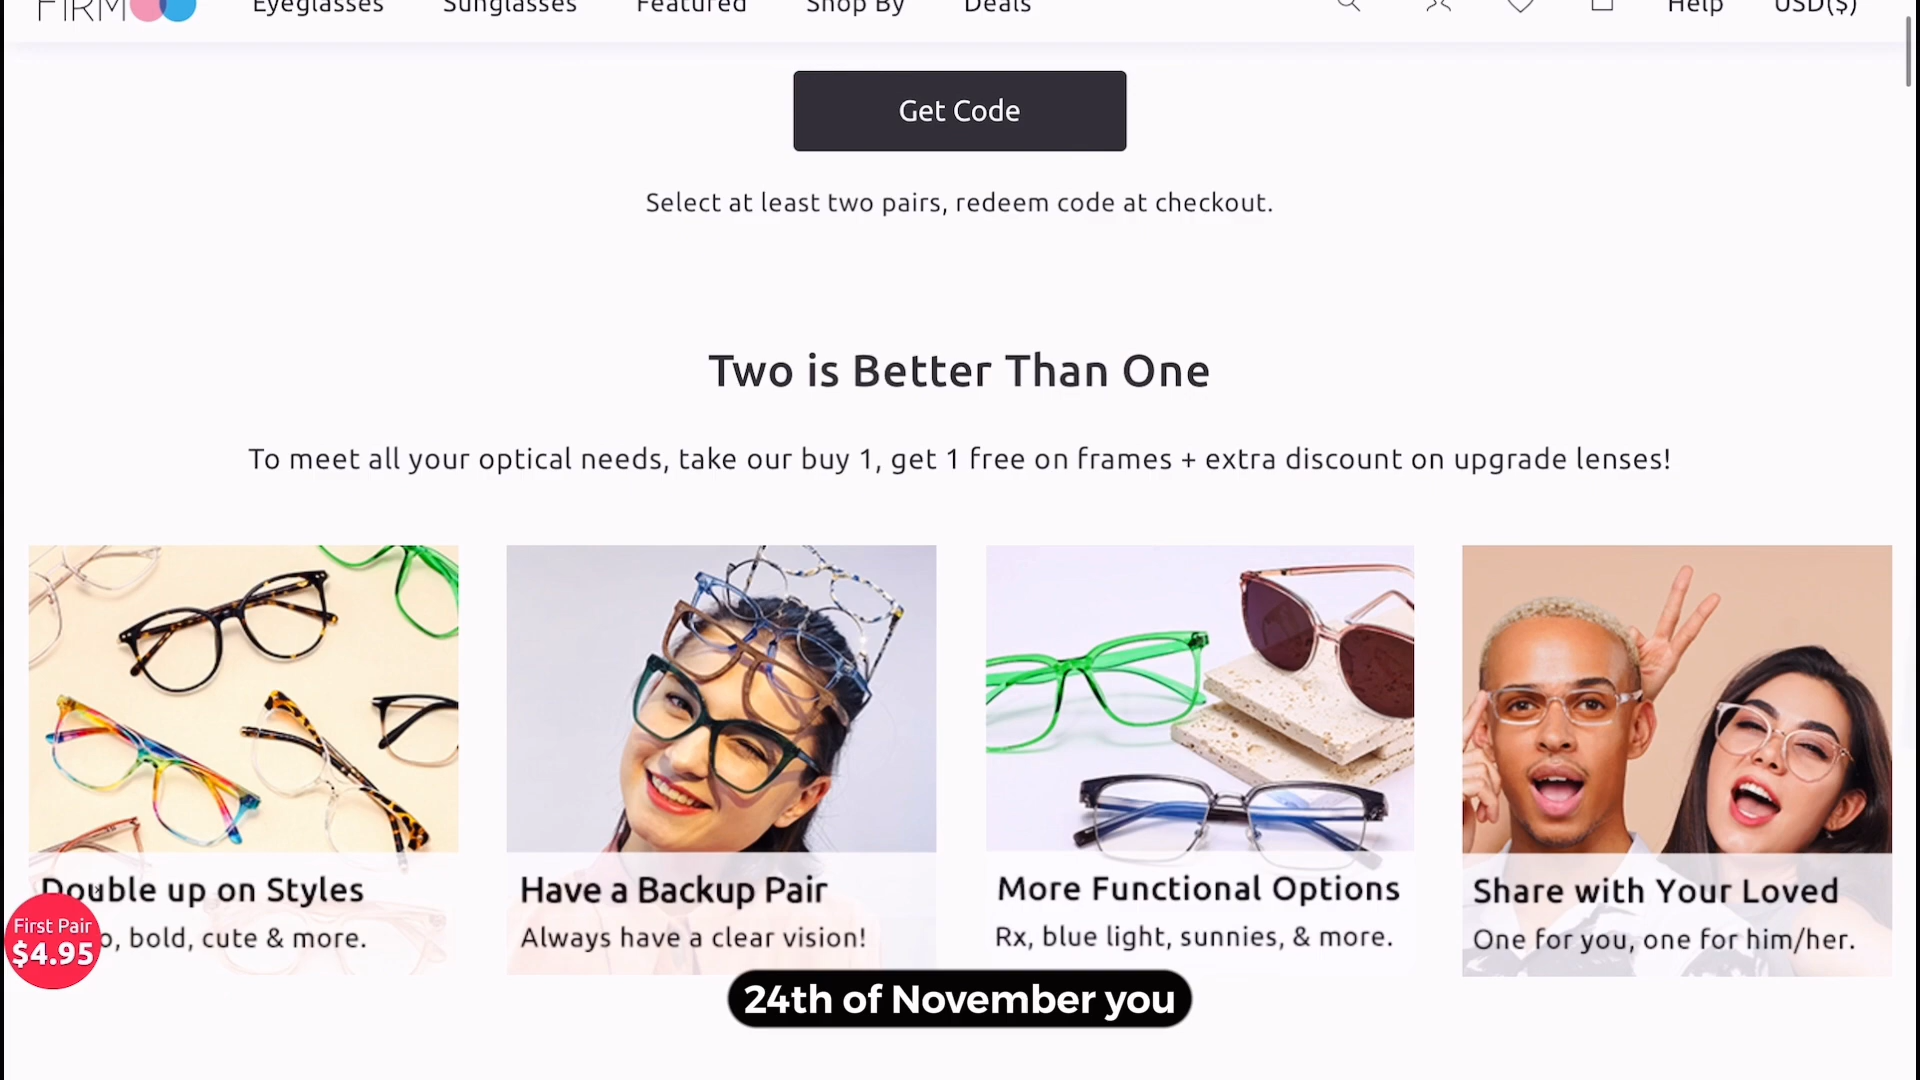 FIRMOO
Eyeglasses Sunglasses Featured Shop By Deals Help USD($)
Get Code
Select at least two pairs, redeem code at checkout.
Two is Better Than One
To meet all your optical needs, take our buy 1, get 1 free on frames + extra discount on upgrade lenses!
Double up on Styles
o, bold, cute & more.
Have a Backup Pair
Always have a clear vision!
More Functional Options
Rx, blue light, sunnies, & more.
Share with Your Loved
One for you, one for him/her.
First Pair
$4.95
24th of November you